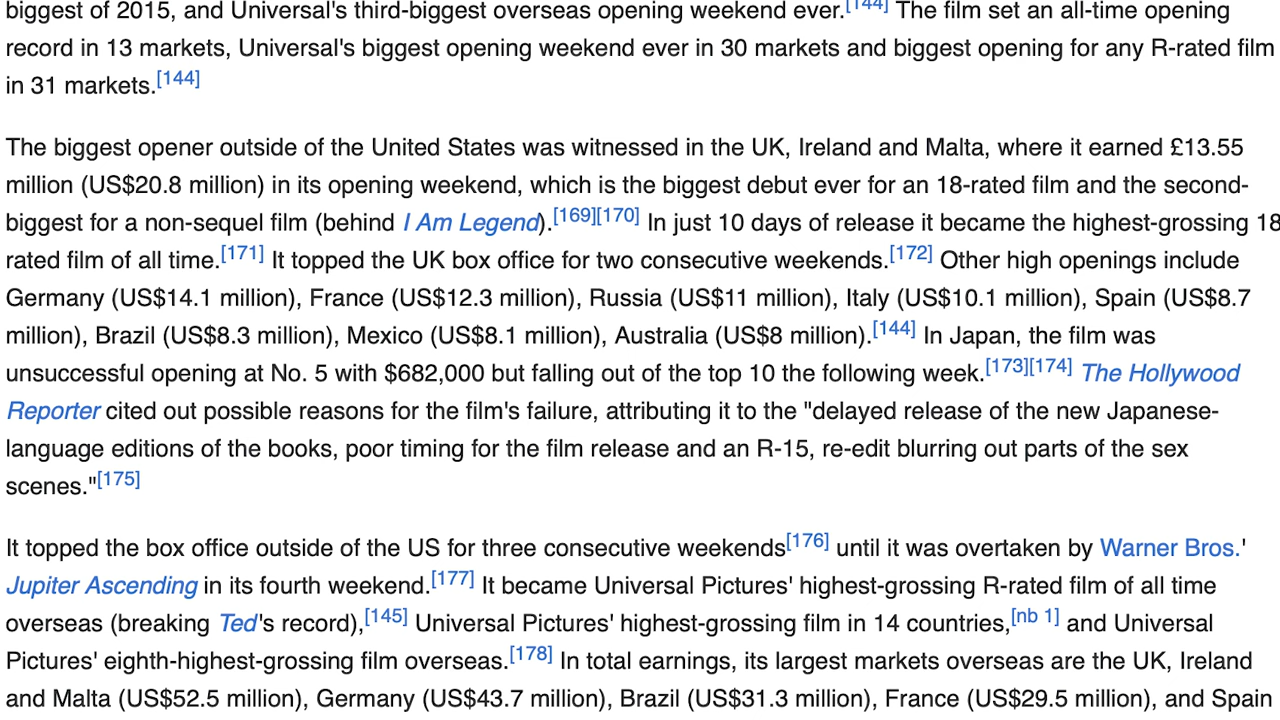 biggest of 2015, and Universal's third-biggest overseas opening weekend ever.[144] The film set an all-time opening
record in 13 markets, Universal's biggest opening weekend ever in 30 markets and biggest opening for any R-rated film
in 31 markets.[144]
The biggest opener outside of the United States was witnessed in the UK, Ireland and Malta, where it earned £13.55
million (US$20.8 million) in its opening weekend, which is the biggest debut ever for an 18-rated film and the second-
biggest for a non-sequel film (behind I Am Legend).[169][170] In just 10 days of release it became the highest-grossing 18
rated film of all time.[171] It topped the UK box office for two consecutive weekends.[172] Other high openings include
Germany (US$14.1 million), France (US$12.3 million), Russia (US$11 million), Italy (US$10.1 million), Spain (US$8.7
million), Brazil (US$8.3 million), Mexico (US$8.1 million), Australia (US$8 million).[144] In Japan, the film was
unsuccessful opening at No. 5 with $682,000 but falling out of the top 10 the following week.[173][174] The Hollywood
Reporter cited out possible reasons for the film's failure, attributing it to the "delayed release of the new Japanese-
language editions of the books, poor timing for the film release and an R-15, re-edit blurring out parts of the sex
scenes."[175]
It topped the box office outside of the US for three consecutive weekends[176] until it was overtaken by Warner Bros.'
Jupiter Ascending in its fourth weekend.[177] It became Universal Pictures' highest-grossing R-rated film of all time
overseas (breaking Ted's record),[145] Universal Pictures' highest-grossing film in 14 countries,[nb 1] and Universal
Pictures' eighth-highest-grossing film overseas.[178] In total earnings, its largest markets overseas are the UK, Ireland
and Malta (US$52.5 million), Germany (US$43.7 million), Brazil (US$31.3 million), France (US$29.5 million), and Spain